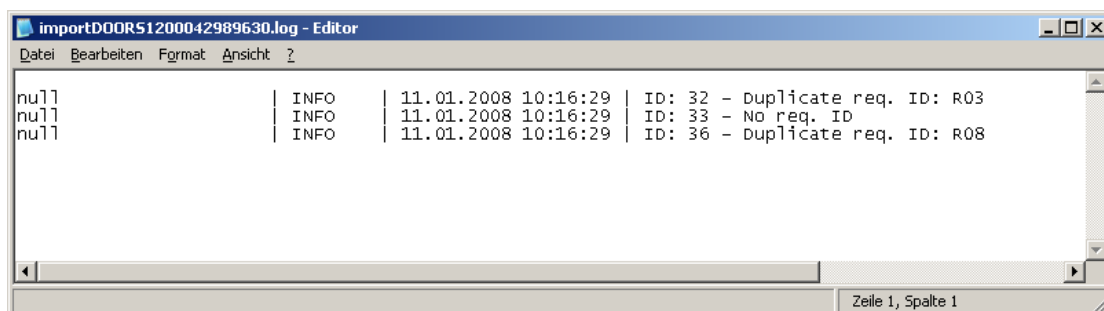 importDOORS1200042989630.log - Editor
Datei Bearbeiten Format Ansicht ?
null | INFO | 11.01.2008 10:16:29 | ID: 32 - Duplicate req. ID: R03
null | INFO | 11.01.2008 10:16:29 | ID: 33 - No req. ID
null | INFO | 11.01.2008 10:16:29 | ID: 36 - Duplicate req. ID: R08
Zeile 1, Spalte 1